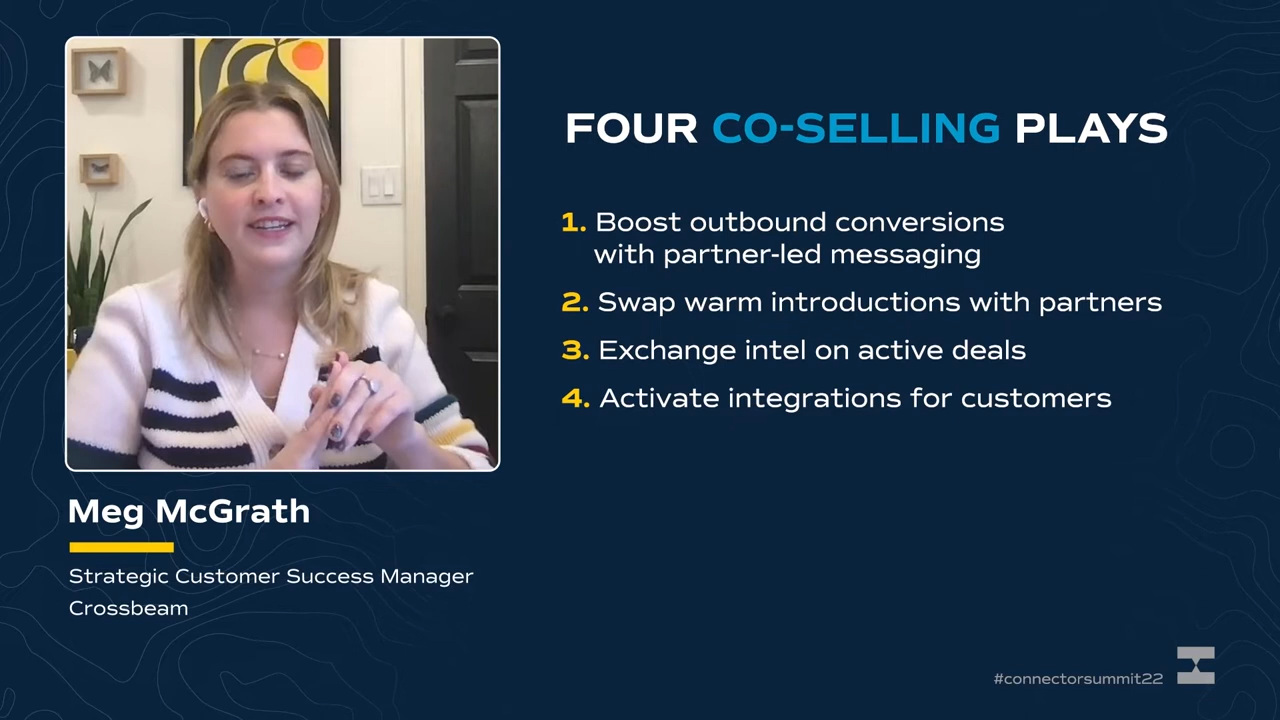 FOUR CO-SELLING PLAYS
1. Boost outbound conversions
with partner-led messaging
2. Swap warm introductions with partners
3. Exchange intel on active deals
4. Activate integrations for customers
Meg McGrath
Strategic Customer Success Manager
Crossbeam
#connectorsummit22